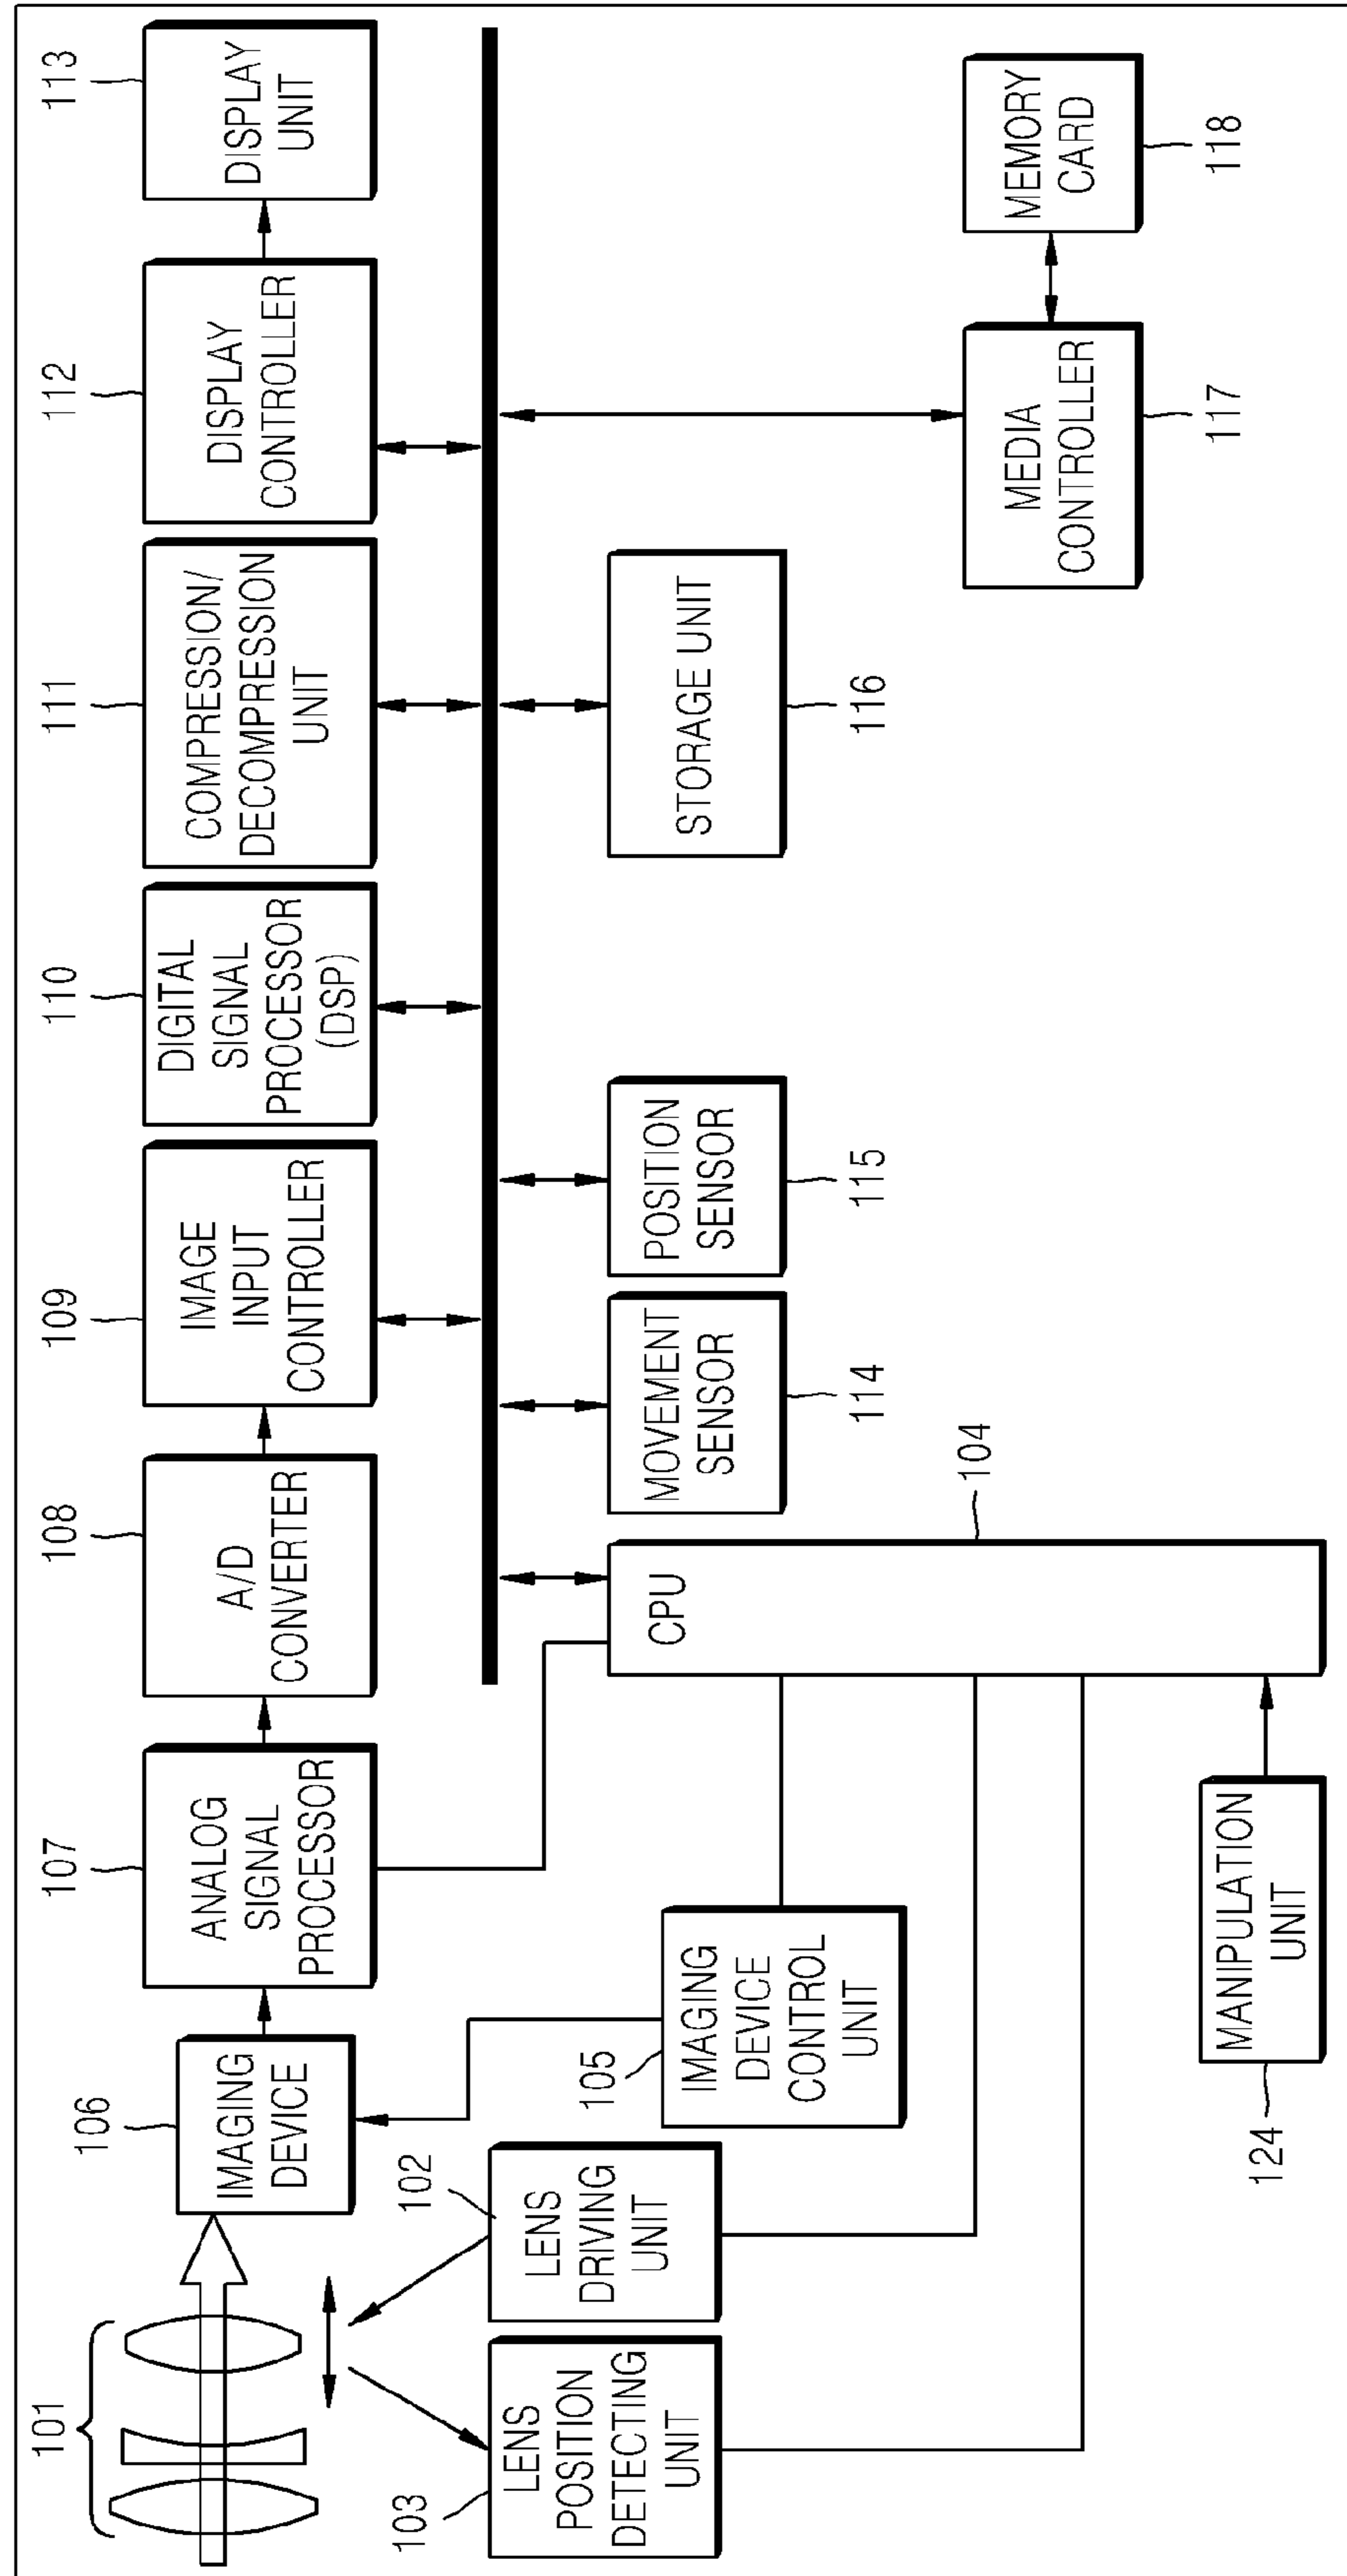 101
106
107
108
109
110
111
112
113
IMAGING
DEVICE
ANALOG
SIGNAL
PROCESSOR
A/D
CONVERTER
IMAGE
INPUT
CONTROLLER
DIGITAL
SIGNAL
PROCESSOR
(DSP)
COMPRESSION/
DECOMPRESSION
UNIT
DISPLAY
CONTROLLER
DISPLAY
UNIT
103
LENS
POSITION
DETECTING
UNIT
102
LENS
DRIVING
UNIT
105
IMAGING
DEVICE
CONTROL
UNIT
CPU
104
MOVEMENT
SENSOR
114
POSITION
SENSOR
115
STORAGE UNIT
116
MEDIA
CONTROLLER
117
MEMORY
CARD
118
124
MANIPULATION
UNIT